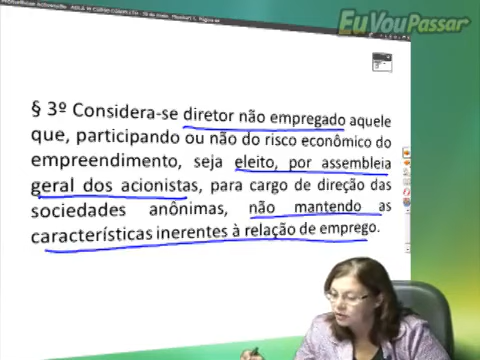 EuVouPassar
§ 3º Considera-se diretor não empregado aquele
que, participando ou não do risco econômico do
empreendimento, seja eleito, por assembleia
geral dos acionistas, para cargo de direção das
sociedades anônimas, não mantendo as
características inerentes à relação de emprego.